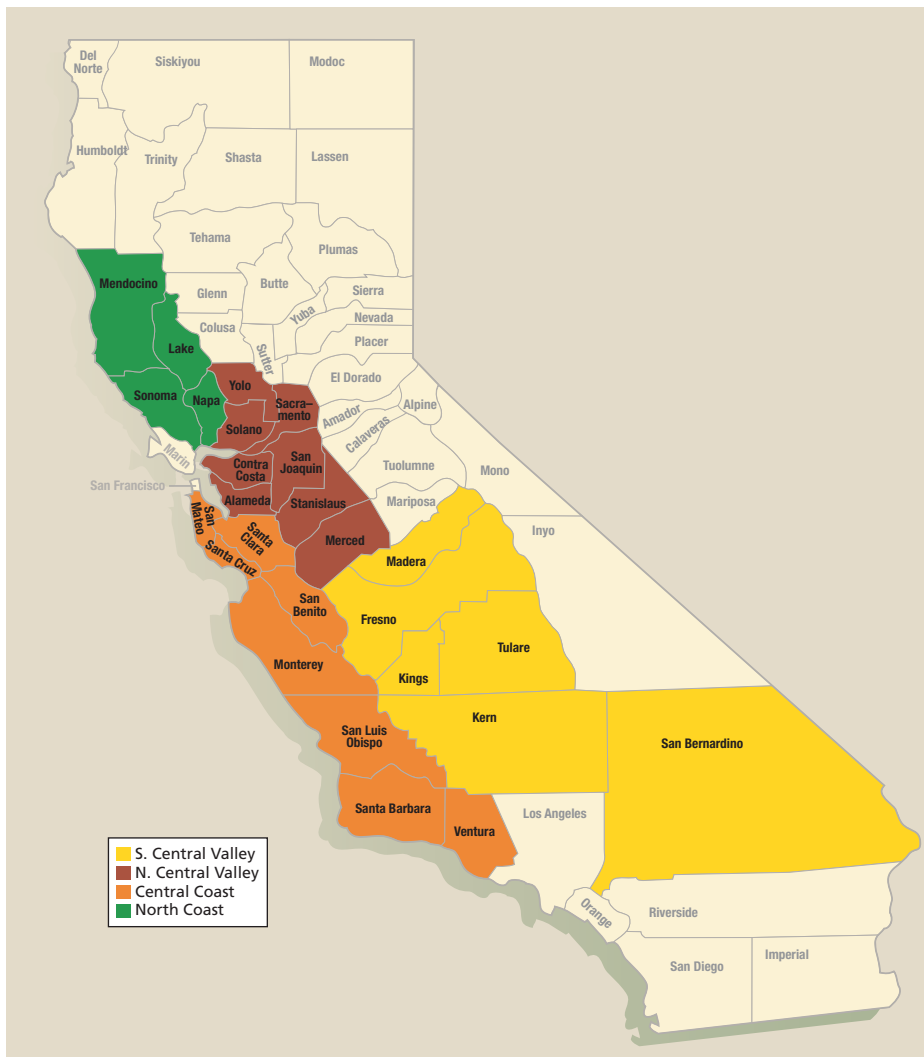 Del
Norte
Siskiyou
Modoc
Humboldt
Trinity
Shasta
Lassen
Tehama
Plumas
Mendocino
Glenn
Butte
Sierra
Yuba
Nevada
Colusa
Placer
Lake
Sutter
El Dorado
Yolo
Sonoma
Napa
Sacra–
mento
Amador
Alpine
Solano
Calaveras
Marin
Contra
Costa
San
Joaquin
Tuolumne
Mono
San Francisco
Alameda
Stanislaus
Mariposa
San
Mateo
Santa
Clara
Merced
Inyo
Santa Cruz
Madera
San
Benito
Fresno
Tulare
Monterey
Kings
Kern
San Luis
Obispo
San Bernardino
Santa Barbara
Ventura
Los Angeles
S. Central Valley
N. Central Valley
Central Coast
North Coast
Orange
Riverside
San Diego
Imperial